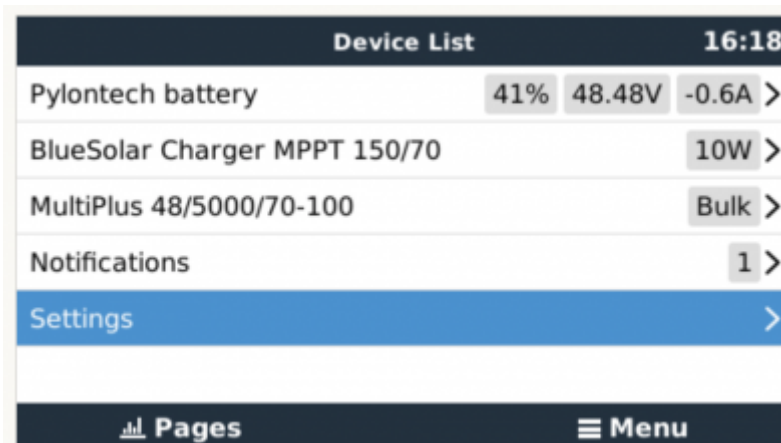 Device List 16:18
Pylontech battery 41% 48.48V -0.6A
BlueSolar Charger MPPT 150/70 10W
MultiPlus 48/5000/70-100 Bulk
Notifications 1
Settings
Pages Menu